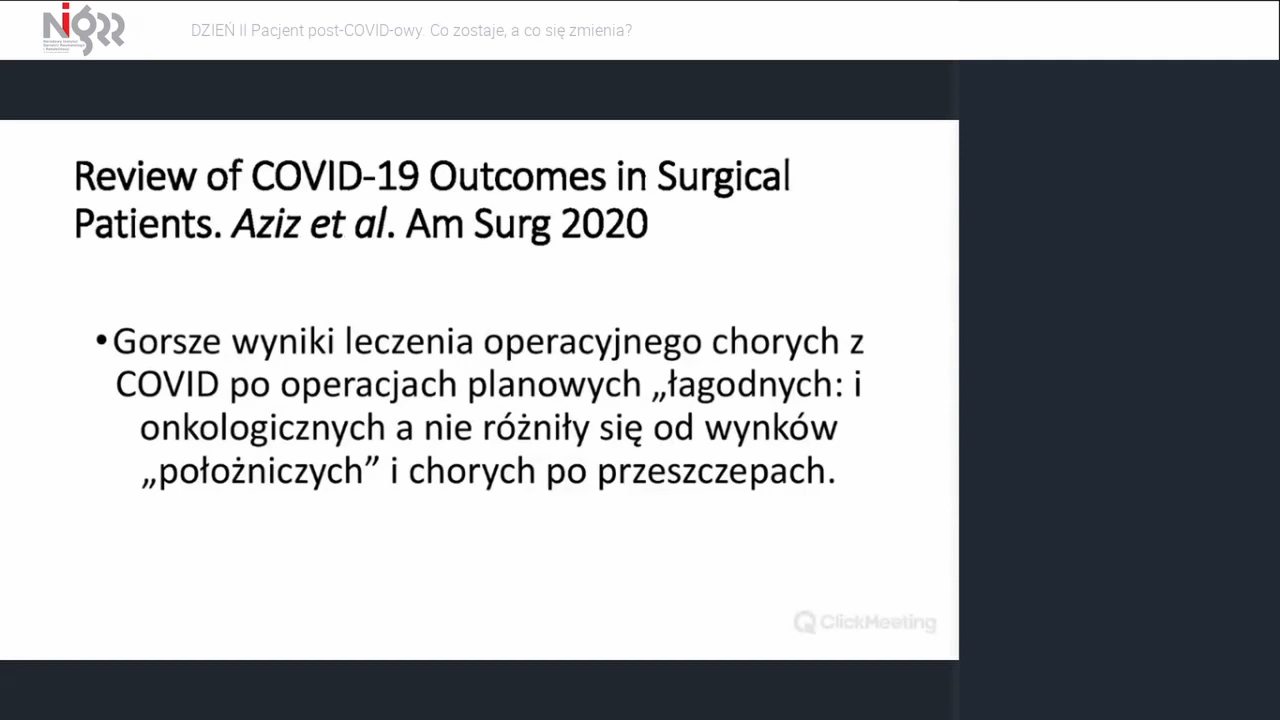 NiGRR
DZIEŃ II Pacjent post-COVID-owy. Co zostaje, a co się zmienia?
Review of COVID-19 Outcomes in Surgical
Patients. Aziz et al. Am Surg 2020
•Gorsze wyniki leczenia operacyjnego chorych z
COVID po operacjach planowych „łagodnych: i
onkologicznych a nie różniły się od wynków
„położniczych” i chorych po przeszczepach.
ClickMeeting